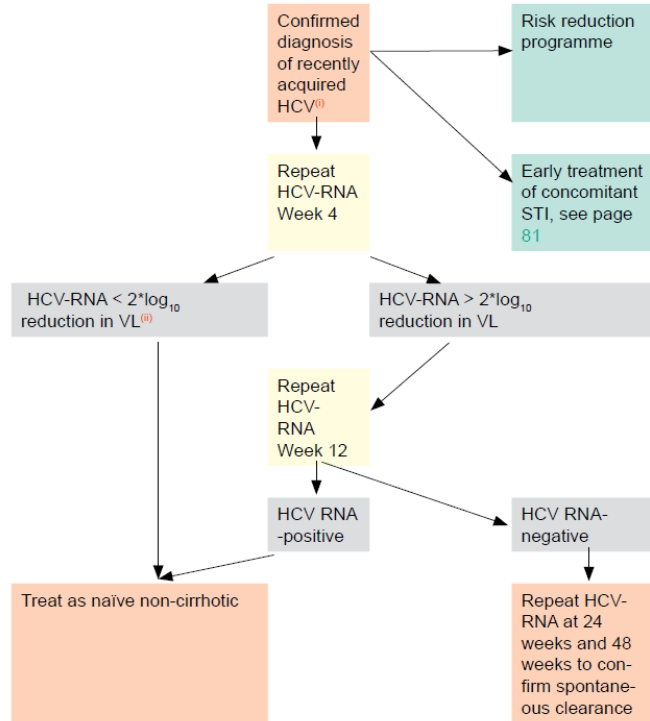 Confirmed
diagnosis
of recently
acquired
HCV(i)
Risk reduction
programme
Repeat
HCV-RNA
Week 4
Early treatment
of concomitant
STI, see page
81
HCV-RNA < 2*log10
reduction in VL(ii)
HCV-RNA > 2*log10
reduction in VL
Repeat
HCV-
RNA
Week 12
HCV RNA
-positive
HCV RNA-
negative
Treat as naïve non-cirrhotic
Repeat HCV-
RNA at 24
weeks and 48
weeks to con-
firm spontane-
ous clearance